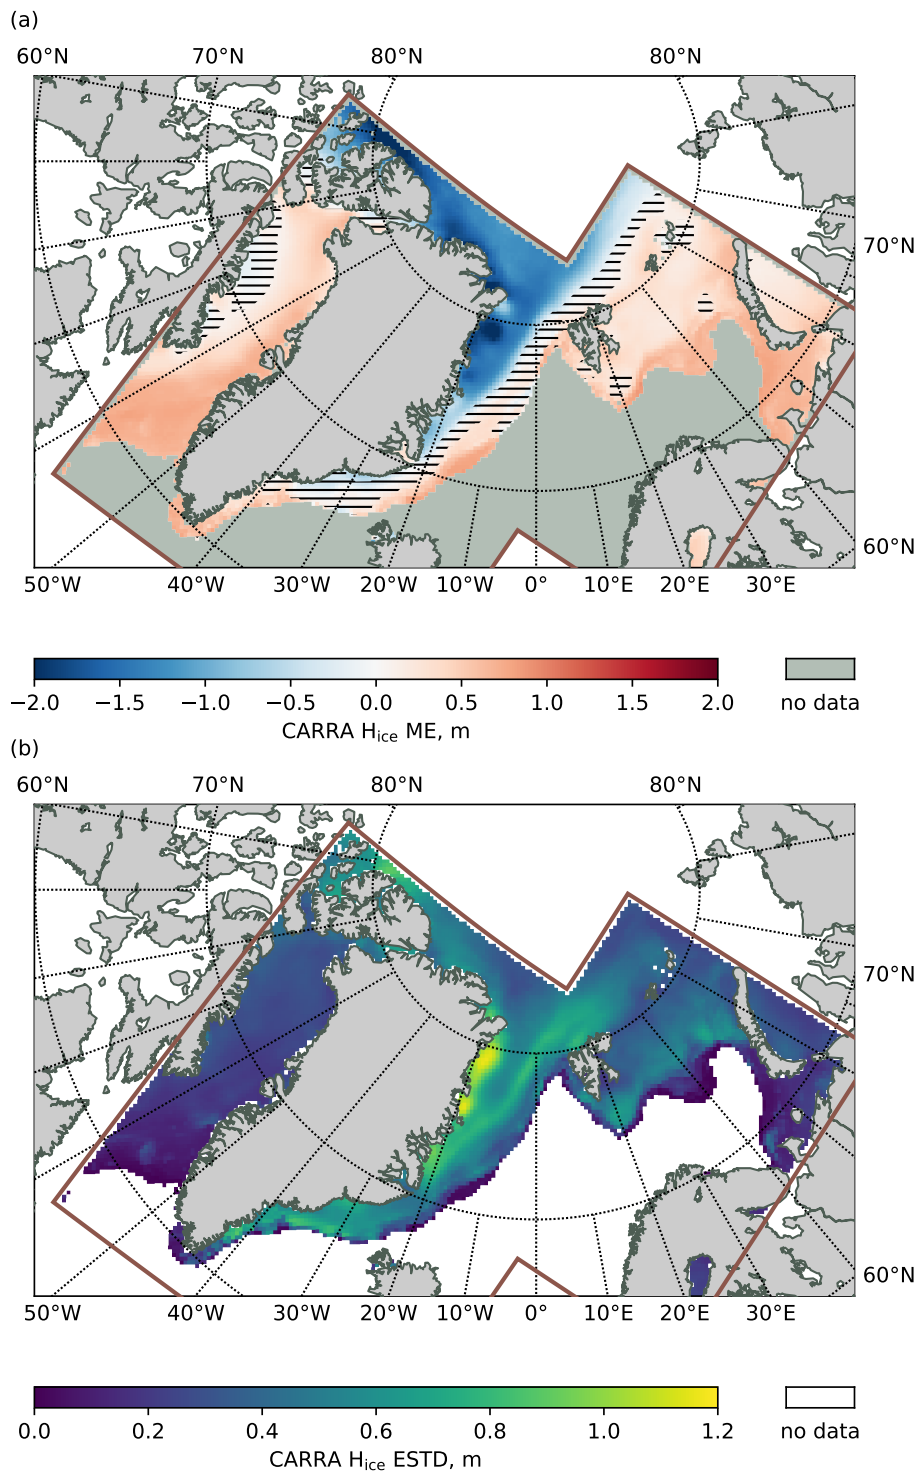 (a)
60°N 70°N 80°N 80°N
70°N
60°N
50°W 40°W 30°W 20°W 10°W 0° 10°E 20°E 30°E
−2.0 −1.5 −1.0 −0.5 0.0 0.5 1.0 1.5 2.0 no data
CARRA Hice ME, m
(b)
60°N 70°N 80°N 80°N
70°N
60°N
50°W 40°W 30°W 20°W 10°W 0° 10°E 20°E 30°E
0.0 0.2 0.4 0.6 0.8 1.0 1.2 no data
CARRA Hice ESTD, m